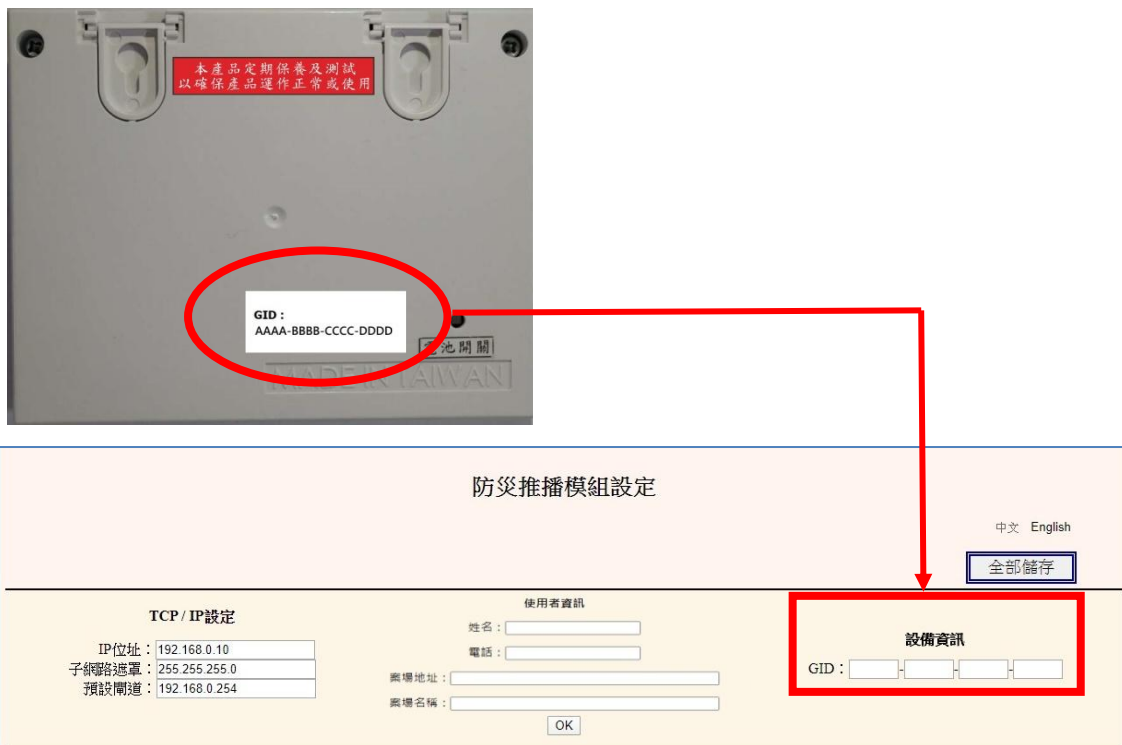 本產品定期保養及測試
以確保產品運作正常或使用
GID：
AAAA-BBBB-CCCC-DDDD
電池開關
MADE IN TAIWAN
防災推播模組設定
中文 English
全部儲存
TCP / IP設定
IP位址：192.168.0.10
子網路遮罩：255.255.255.0
預設閘道：192.168.0.254
使用者資訊
姓名：
電話：
案場地址：
案場名稱：
OK
設備資訊
GID： - - -